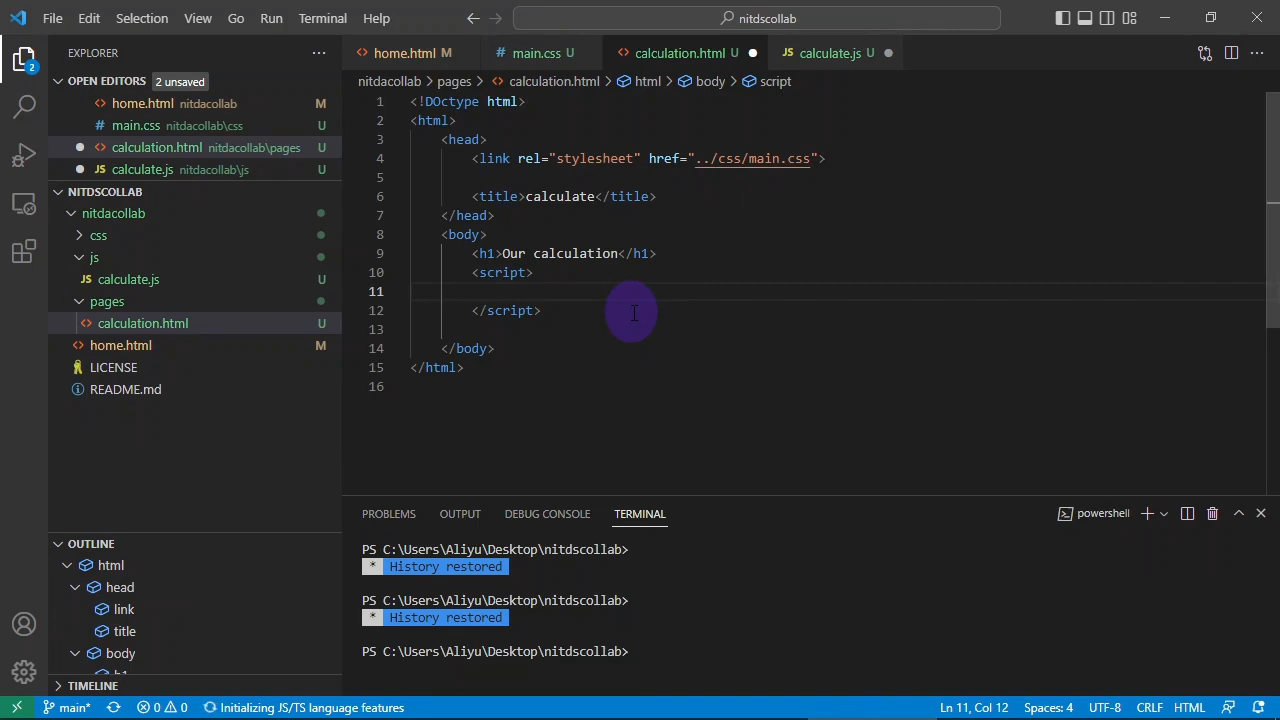 File Edit Selection View Go Run Terminal Help nitdscollab
EXPLORER
OPEN EDITORS 2 unsaved
home.html nitdacollab M
# main.css nitdacollab\css U
calculation.html nitdacollab\pages U
JS calculate.js nitdacollab\js U
NITDSCOLLAB
nitdacollab
css
js
JS calculate.js U
pages
calculation.html U
home.html M
LICENSE
README.md
OUTLINE
html
head
link
title
body
TIMELINE
home.html M # main.css U calculation.html U JS calculate.js U
nitdacollab > pages > calculation.html > html > body > script
1 <!DOctype html>
2 <html>
3 <head>
4 <link rel="stylesheet" href="../css/main.css">
5
6 <title>calculate</title>
7 </head>
8 <body>
9 <h1>Our calculation</h1>
10 <script>
11
12 </script>
13
14 </body>
15 </html>
16
PROBLEMS OUTPUT DEBUG CONSOLE TERMINAL powershell
PS C:\Users\Aliyu\Desktop\nitdscollab>
* History restored
PS C:\Users\Aliyu\Desktop\nitdscollab>
* History restored
PS C:\Users\Aliyu\Desktop\nitdscollab>
main* 0 0 Initializing JS/TS language features Ln 11, Col 12 Spaces: 4 UTF-8 CRLF HTML